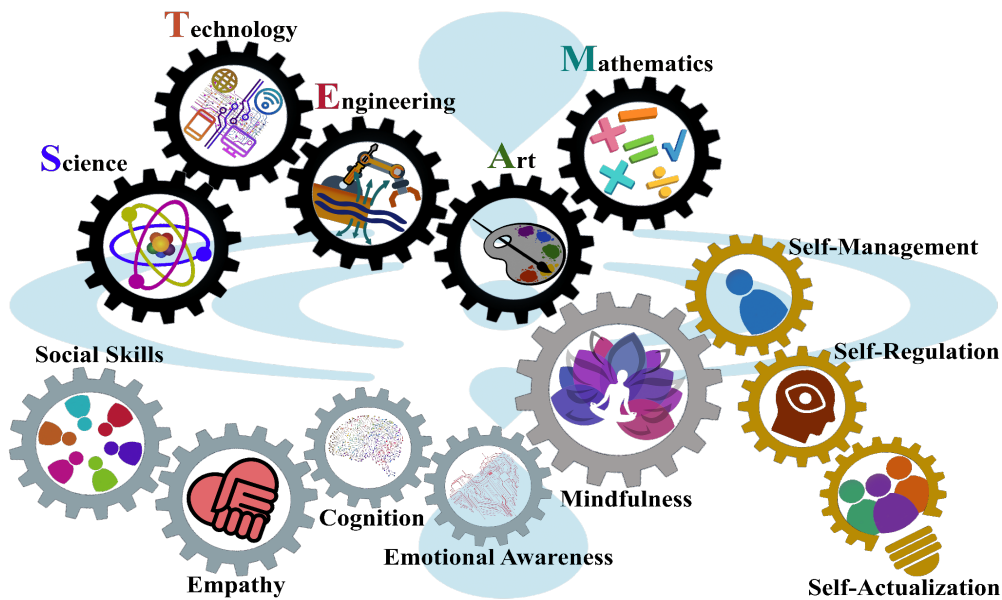 Technology
Mathematics
Engineering
Science
Art
Self-Management
Social Skills
Self-Regulation
Mindfulness
Cognition
Emotional Awareness
Empathy
Self-Actualization